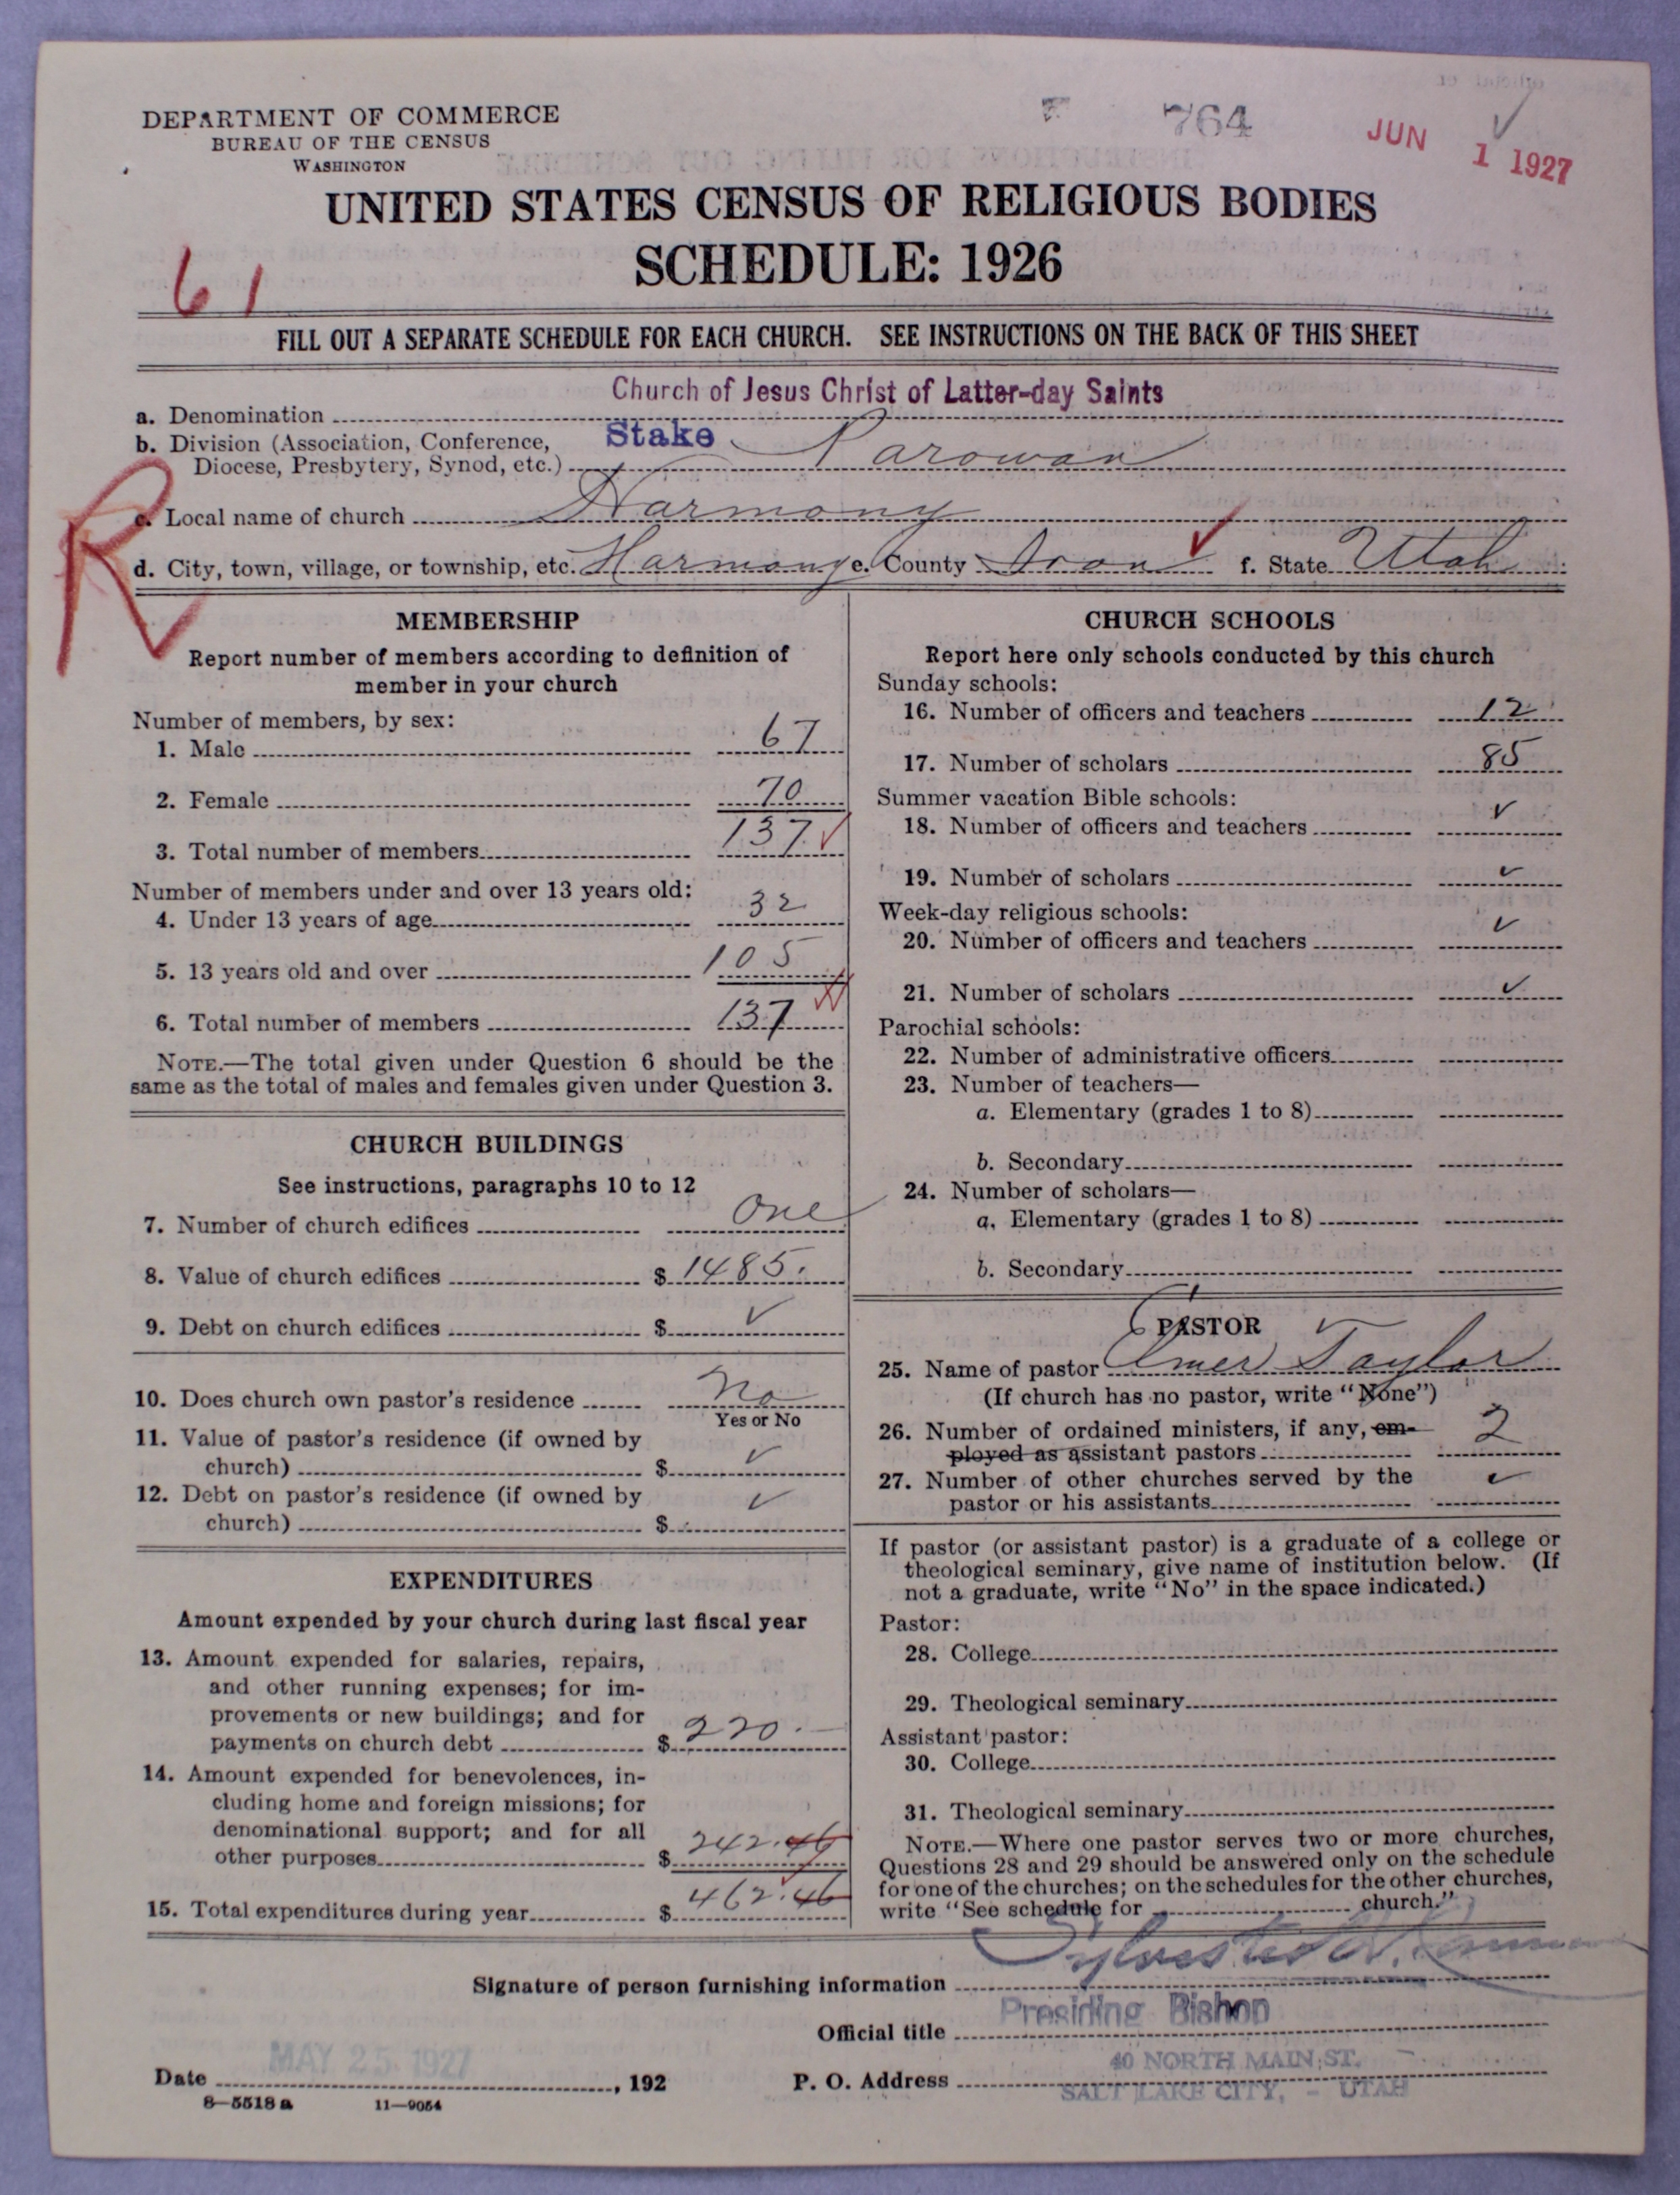 DEPARTMENT OF COMMERCE
BUREAU OF THE CENSUS
WASHINGTON
764
JUN 1 1927
UNITED STATES CENSUS OF RELIGIOUS BODIES
SCHEDULE: 1926
61
FILL OUT A SEPARATE SCHEDULE FOR EACH CHURCH. SEE INSTRUCTIONS ON THE BACK OF THIS SHEET
a. Denomination Church of Jesus Christ of Latter-day Saints
b. Division (Association, Conference, Stake Parowan
Diocese, Presbytery, Synod, etc.)
R
c. Local name of church Harmony
d. City, town, village, or township, etc. Harmony e. County Iron ✓ f. State Utah
MEMBERSHIP
Report number of members according to definition of
member in your church
Number of members, by sex:
1. Male 67
2. Female 70
3. Total number of members 137 ✓
Number of members under and over 13 years old:
4. Under 13 years of age 32
5. 13 years old and over 105
6. Total number of members 137
NOTE.—The total given under Question 6 should be the
same as the total of males and females given under Question 3.
CHURCH BUILDINGS
See instructions, paragraphs 10 to 12
7. Number of church edifices One
8. Value of church edifices $ 1485.
9. Debt on church edifices $ ✓
10. Does church own pastor's residence No
Yes or No
11. Value of pastor's residence (if owned by
church) $ ✓
12. Debt on pastor's residence (if owned by
church) $ ✓
EXPENDITURES
Amount expended by your church during last fiscal year
13. Amount expended for salaries, repairs,
and other running expenses; for im-
provements or new buildings; and for
payments on church debt $ 220.—
14. Amount expended for benevolences, in-
cluding home and foreign missions; for
denominational support; and for all
other purposes $ 242.46
15. Total expenditures during year $ 462.46
CHURCH SCHOOLS
Report here only schools conducted by this church
Sunday schools:
16. Number of officers and teachers 12
17. Number of scholars 85
Summer vacation Bible schools:
18. Number of officers and teachers ✓
19. Number of scholars ✓
Week-day religious schools:
20. Number of officers and teachers ✓
21. Number of scholars ✓
Parochial schools:
22. Number of administrative officers
23. Number of teachers—
a. Elementary (grades 1 to 8)
b. Secondary
24. Number of scholars—
a. Elementary (grades 1 to 8)
b. Secondary
PASTOR
25. Name of pastor Elmer Taylor
(If church has no pastor, write "None")
26. Number of ordained ministers, if any, em-
ployed as assistant pastors 2
27. Number of other churches served by the
pastor or his assistants ✓
If pastor (or assistant pastor) is a graduate of a college or
theological seminary, give name of institution below. (If
not a graduate, write "No" in the space indicated.)
Pastor:
28. College
29. Theological seminary
Assistant pastor:
30. College
31. Theological seminary
NOTE.—Where one pastor serves two or more churches,
Questions 28 and 29 should be answered only on the schedule
for one of the churches; on the schedules for the other churches,
write "See schedule for church."
Signature of person furnishing information Sylvester Q. Cannon
Official title Presiding Bishop
Date MAY 25 1927, 192
P. O. Address 40 NORTH MAIN ST.
SALT LAKE CITY, - UTAH
8—5518 a 11—9054